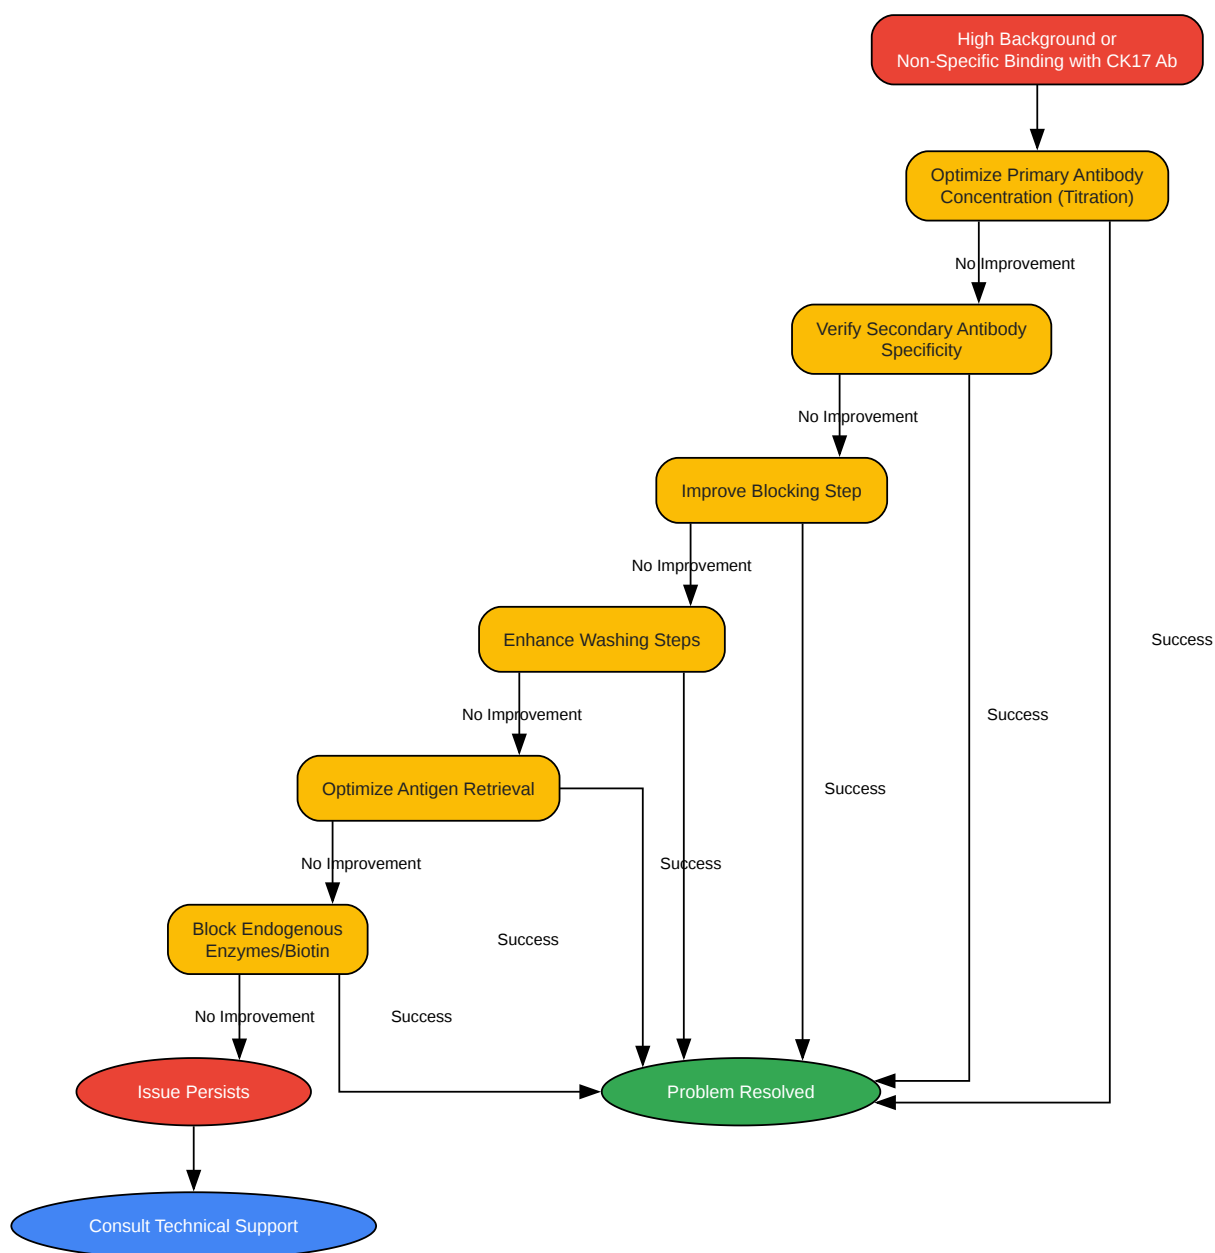 High Background or
Non-Specific Binding with CK17 Ab
Optimize Primary Antibody
Concentration (Titration)
No Improvement
Verify Secondary Antibody
Specificity
No Improvement
Improve Blocking Step
No Improvement
Enhance Washing Steps
Success
No Improvement
Success
Optimize Antigen Retrieval
Success
No Improvement
Success
Block Endogenous
Enzymes/Biotin
Success
No Improvement
Success
Issue Persists
Problem Resolved
Consult Technical Support